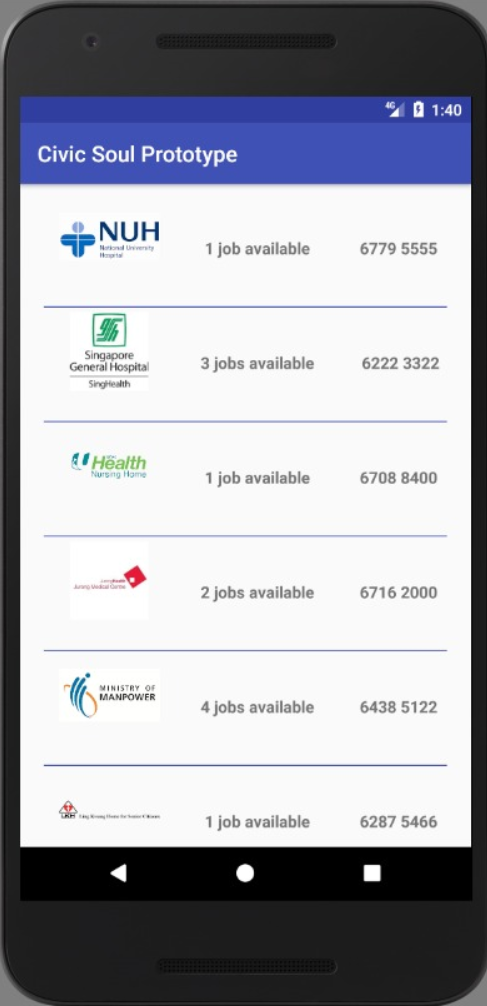 4G 1:40
Civic Soul Prototype
NUH
National University
Hospital
1 job available 6779 5555
Singapore
General Hospital
SingHealth
3 jobs available 6222 3322
Health
Nursing Home
1 job available 6708 8400
Jurong Medical Centre
2 jobs available 6716 2000
MINISTRY OF
MANPOWER
4 jobs available 6438 5122
LKH
1 job available 6287 5466